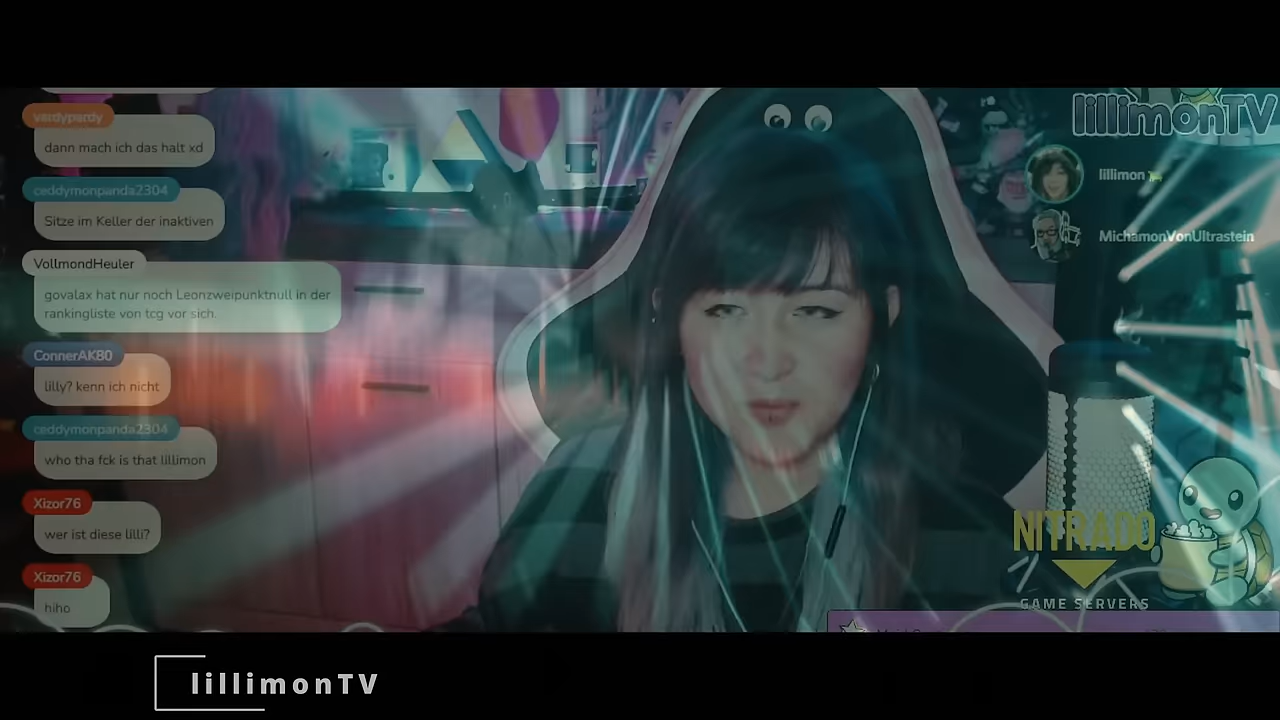 verdyperdy
dann mach ich das halt xd
ceddymonpanda2304
Sitze im Keller der inaktiven
VollmondHeuler
govalax hat nur noch Leonzweipunktnull in der
rankingliste von tcg vor sich.
ConnerAK80
lilly? kenn ich nicht
ceddymonpanda2304
who tha fck is that lillimon
Xizor76
wer ist diese lilli?
Xizor76
hiho
lillimonTV
lillimon
MichamonVonUltrastein
NITRADO
GAME SERVERS
lillimonTV